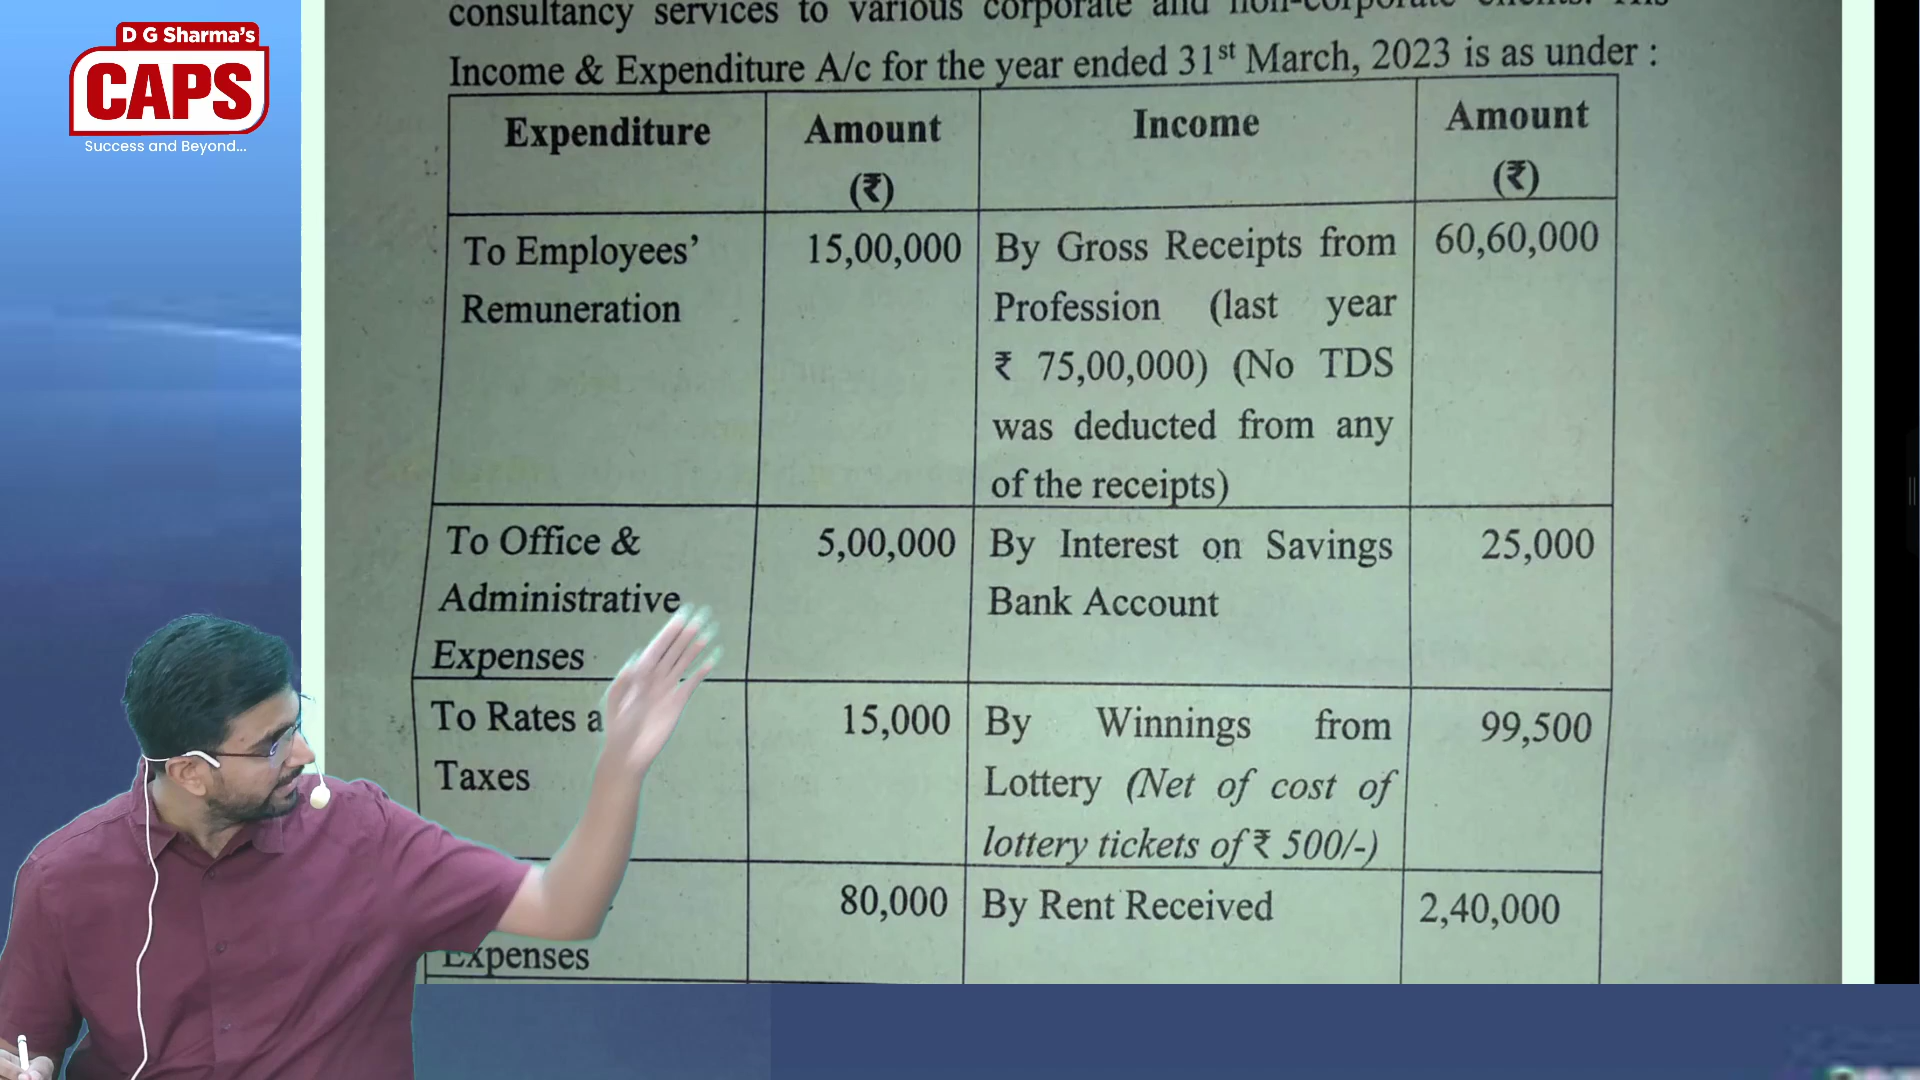 D G Sharma's
CAPS
Success and Beyond...
consultancy services to various corporate and non-corporate clients. His
Income & Expenditure A/c for the year ended 31st March, 2023 is as under :
Expenditure
Amount
(₹)
Income
Amount
(₹)
To Employees'
Remuneration
15,00,000
By Gross Receipts from
Profession (last year
₹ 75,00,000) (No TDS
was deducted from any
of the receipts)
60,60,000
To Office &
Administrative
Expenses
5,00,000
By Interest on Savings
Bank Account
25,000
To Rates a
Taxes
15,000
By Winnings from
Lottery (Net of cost of
lottery tickets of ₹ 500/-)
99,500
Expenses
80,000
By Rent Received
2,40,000